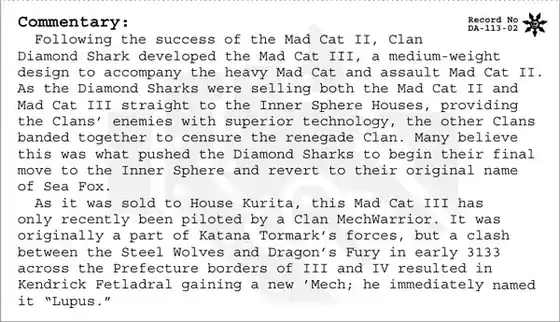 Commentary:
Record No
DA-113-02
Following the success of the Mad Cat II, Clan
Diamond Shark developed the Mad Cat III, a medium-weight
design to accompany the heavy Mad Cat and assault Mad Cat II.
As the Diamond Sharks were selling both the Mad Cat II and
Mad Cat III straight to the Inner Sphere Houses, providing
the Clans’ enemies with superior technology, the other Clans
banded together to censure the renegade Clan. Many believe
this was what pushed the Diamond Sharks to begin their final
move to the Inner Sphere and revert to their original name
of Sea Fox.
As it was sold to House Kurita, this Mad Cat III has
only recently been piloted by a Clan MechWarrior. It was
originally a part of Katana Tormark’s forces, but a clash
between the Steel Wolves and Dragon’s Fury in early 3133
across the Prefecture borders of III and IV resulted in
Kendrick Fetladral gaining a new ’Mech; he immediately named
it “Lupus.”